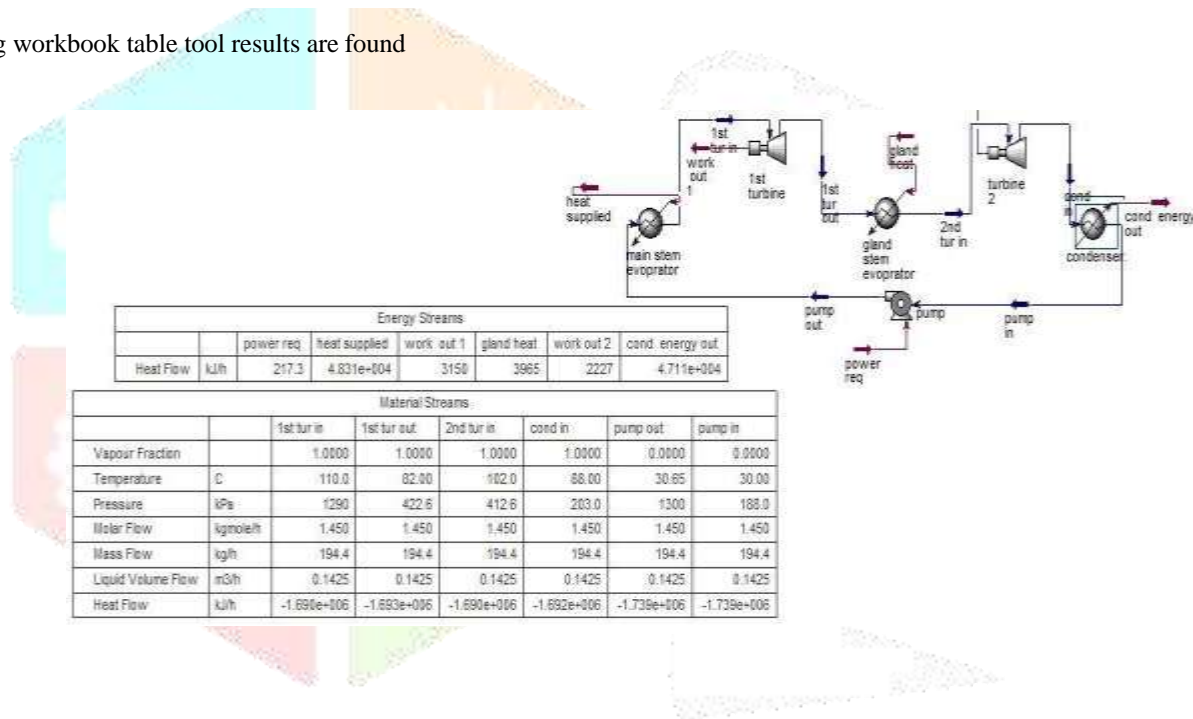 g workbook table tool results are found
1st
tur in
work
out
1
1st
turbine
heat
supplied
main stem
evoprator
1st
tur
out
gland
heat
gland
stem
evoprator
2nd
tur in
turbine
2
cond
in
cond energy
out
condenser
pump
out
pump
pump
in
power
req
Energy Streams
power req heat supplied work out 1 gland heat work out 2 cond energy out
Heat Flow kJ/h 217.3 4.831e+004 3150 3965 2227 4.711e+004
Material Streams
1st tur in 1st tur out 2nd tur in cond in pump out pump in
Vapour Fraction 1.0000 1.0000 1.0000 1.0000 0.0000 0.0000
Temperature C 110.0 82.00 102.0 88.00 30.65 30.00
Pressure kPa 1290 422.6 412.6 203.0 1300 188.0
Molar Flow kgmole/h 1.450 1.450 1.450 1.450 1.450 1.450
Mass Flow kg/h 194.4 194.4 194.4 194.4 194.4 194.4
Liquid Volume Flow m3/h 0.1425 0.1425 0.1425 0.1425 0.1425 0.1425
Heat Flow kJ/h -1.690e+006 -1.693e+006 -1.690e+006 -1.692e+006 -1.739e+006 -1.739e+006